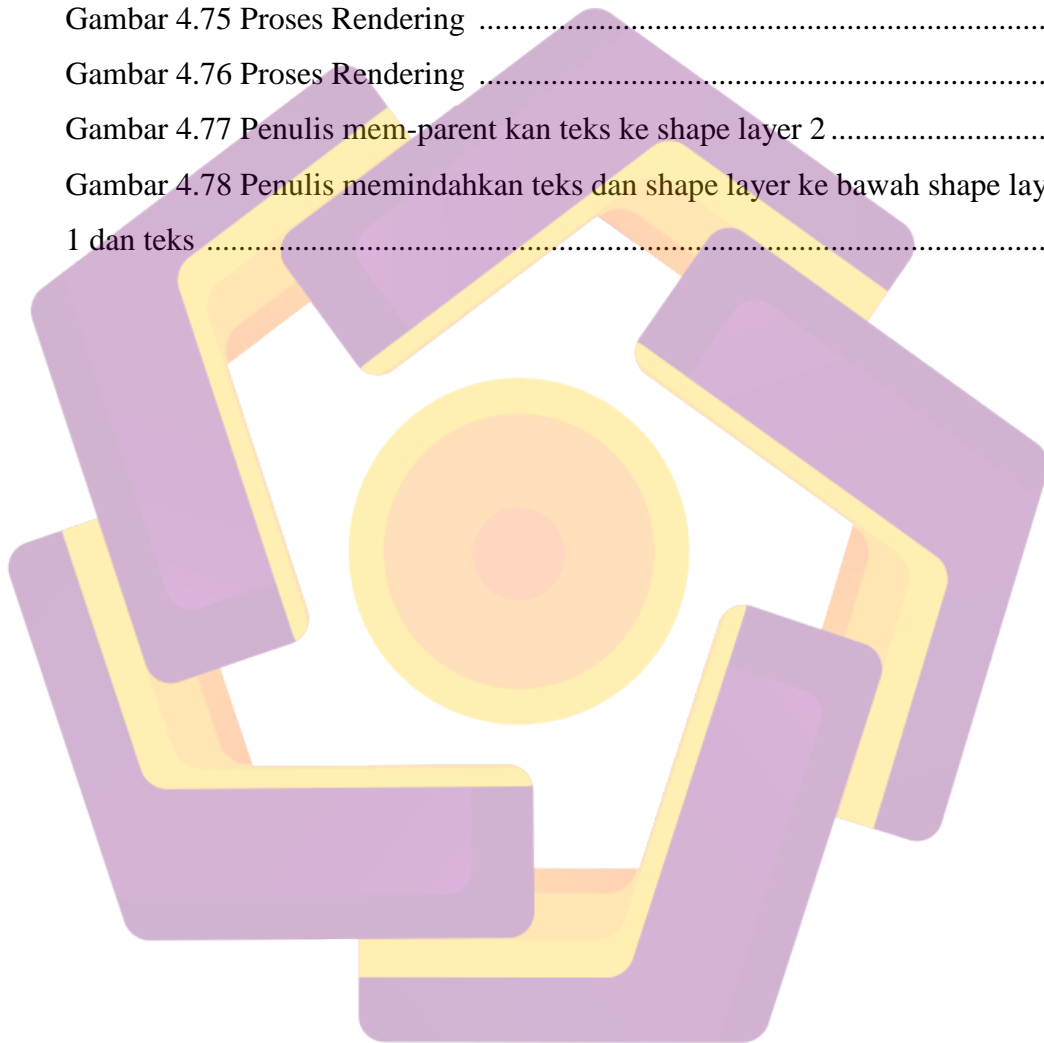 Gambar 4.75 Proses Rendering ........................................................................
Gambar 4.76 Proses Rendering ........................................................................
Gambar 4.77 Penulis mem-parent kan teks ke shape layer 2 ...........................
Gambar 4.78 Penulis memindahkan teks dan shape layer ke bawah shape lay
1 dan teks .........................................................................................................